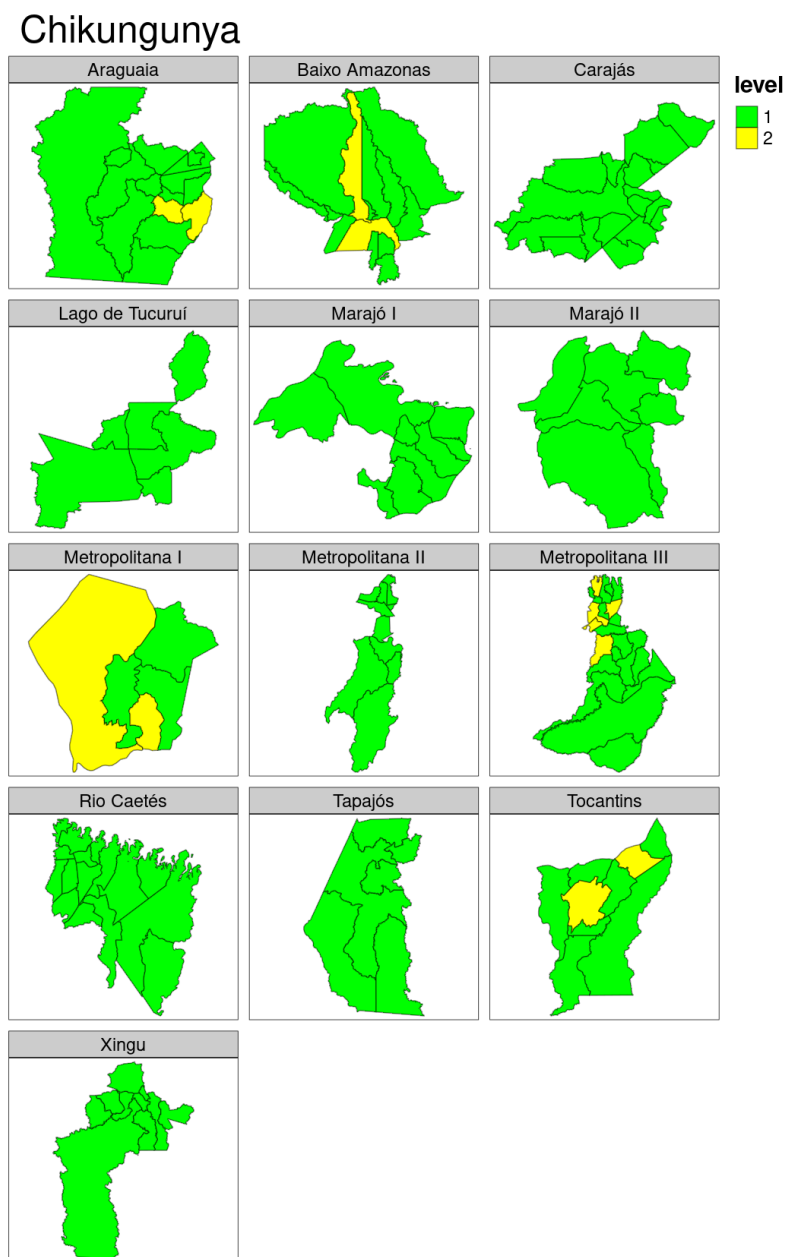 Chikungunya
Araguaia
Baixo Amazonas
Carajás
level
1
2
Lago de Tucuruí
Marajó I
Marajó II
Metropolitana I
Metropolitana II
Metropolitana III
Rio Caetés
Tapajós
Tocantins
Xingu